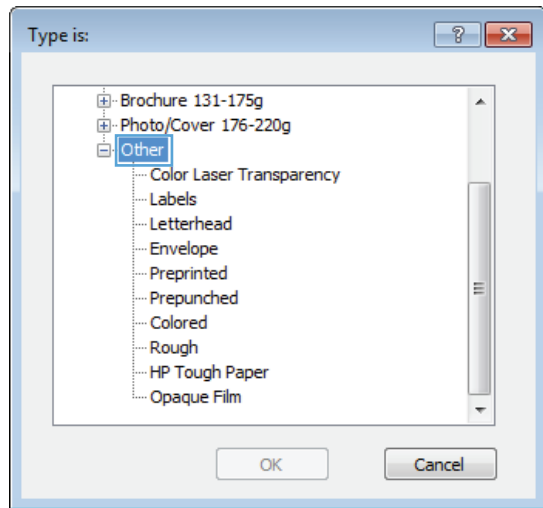 Type is:
Brochure 131-175g
Photo/Cover 176-220g
Other
Color Laser Transparency
Labels
Letterhead
Envelope
Preprinted
Prepunched
Colored
Rough
HP Tough Paper
Opaque Film
OK Cancel